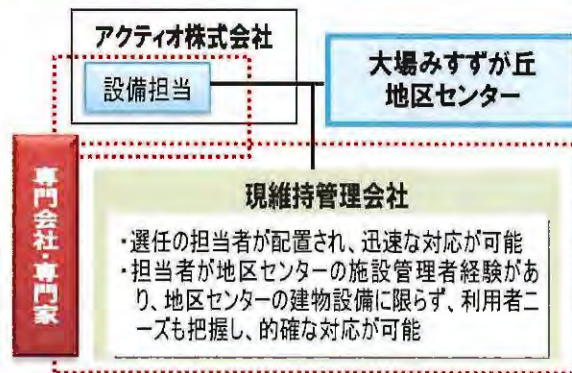 アクティオ株式会社
設備担当
大場みすずが丘
地区センター
専門会社・専門家
現維持管理会社
・選任の担当者が配置され、迅速な対応が可能
・担当者が地区センターの施設管理者経験があ
り、地区センターの建物設備に限らず、利用者ニ
ーズも把握し、的確な対応が可能